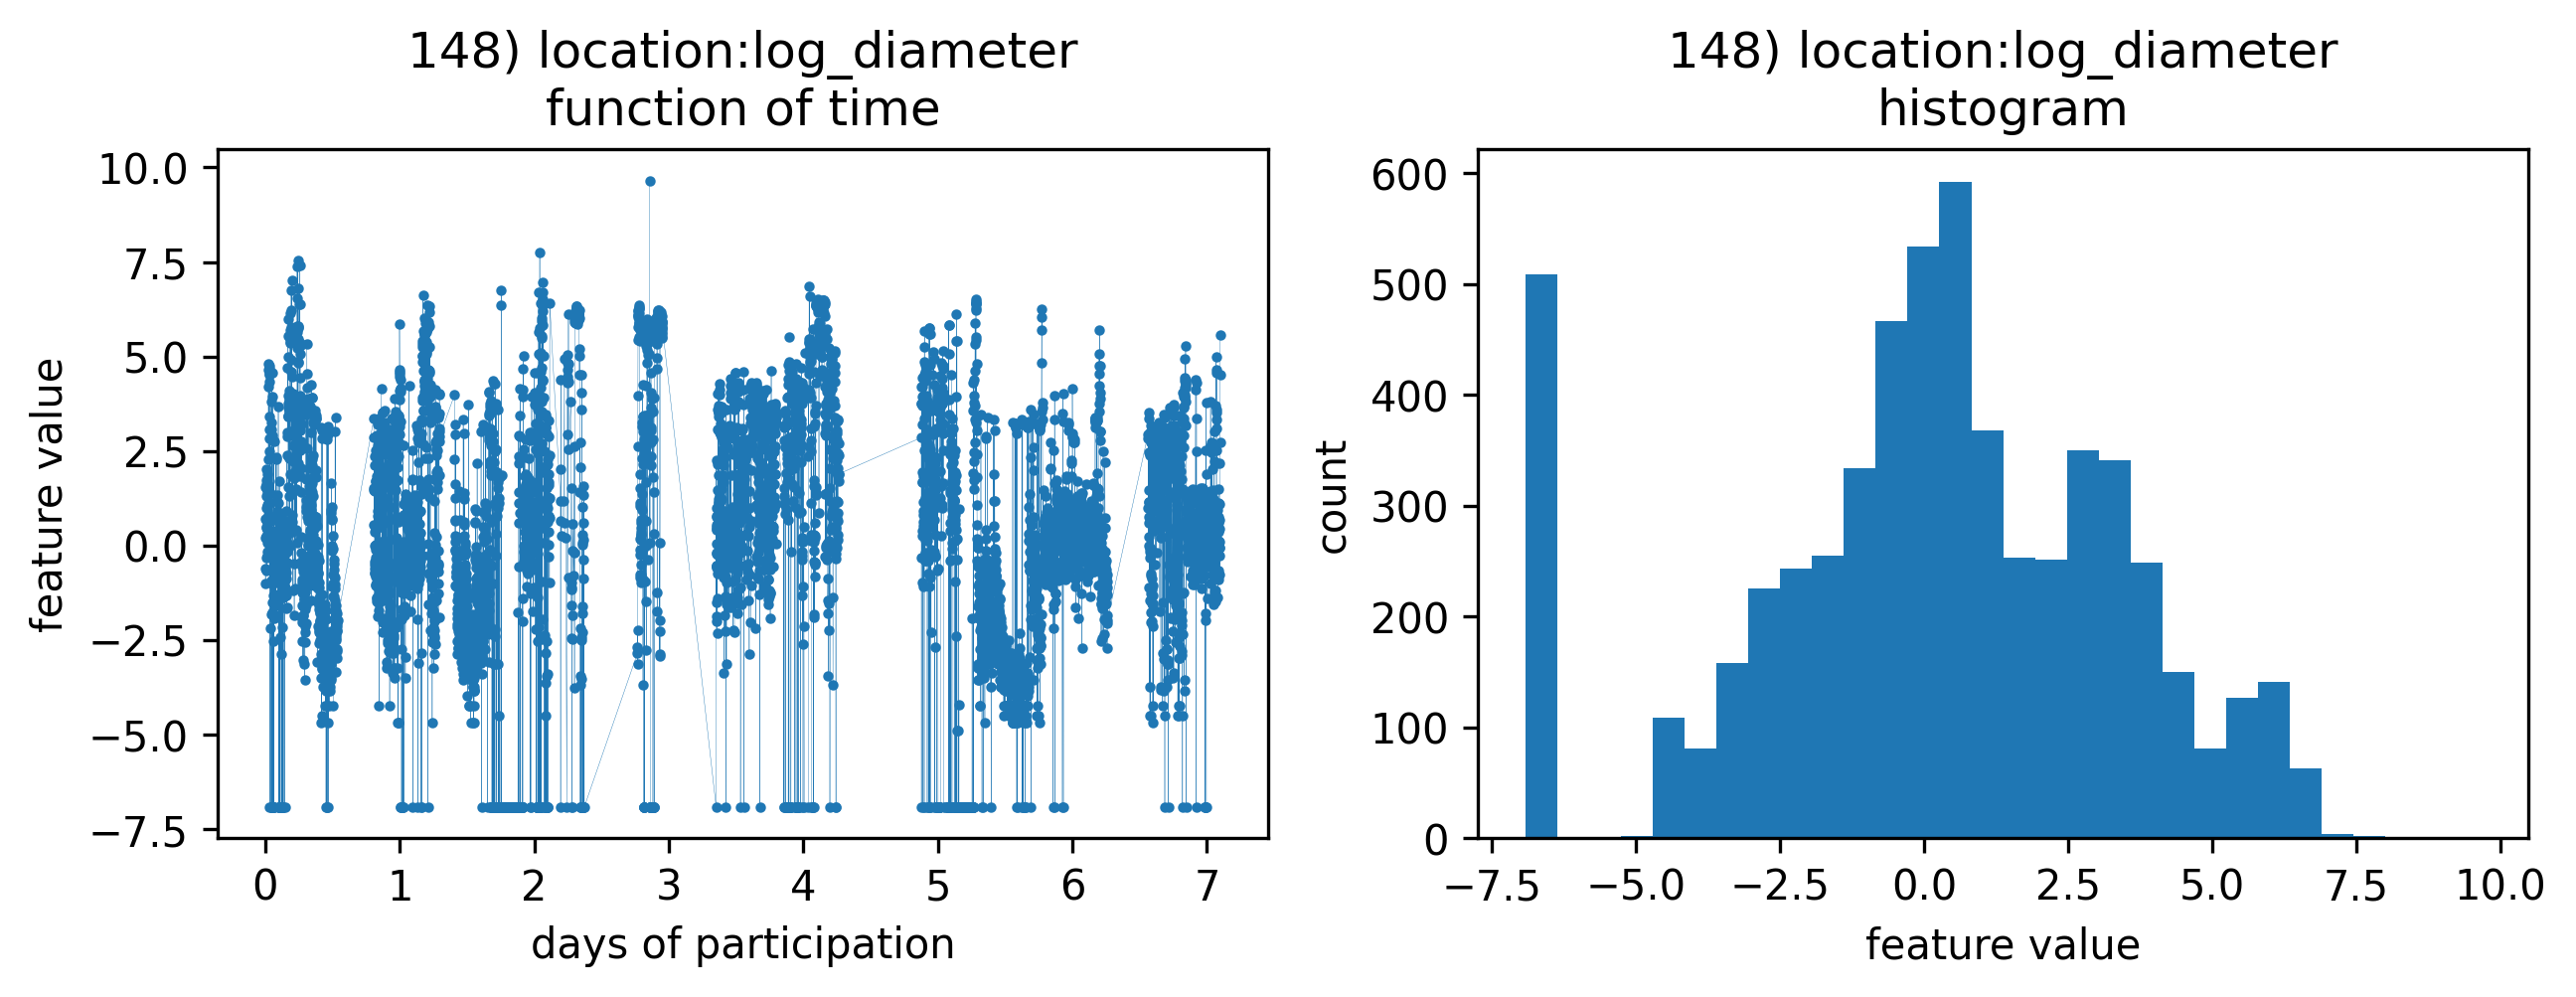 148) location:log_diameter
function of time
10.0
7.5
5.0
2.5
0.0
−2.5
−5.0
−7.5
feature value
0 1 2 3 4 5 6 7
days of participation
148) location:log_diameter
histogram
600
500
400
300
200
100
0
count
−7.5 −5.0 −2.5 0.0 2.5 5.0 7.5 10.0
feature value